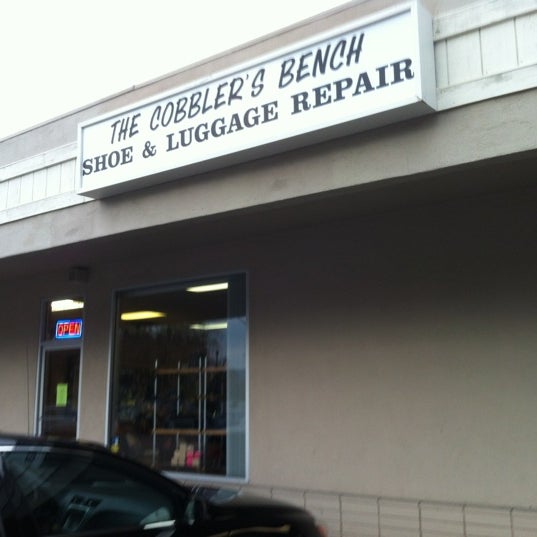 THE COBBLER'S BENCH
SHOE & LUGGAGE REPAIR
OPEN